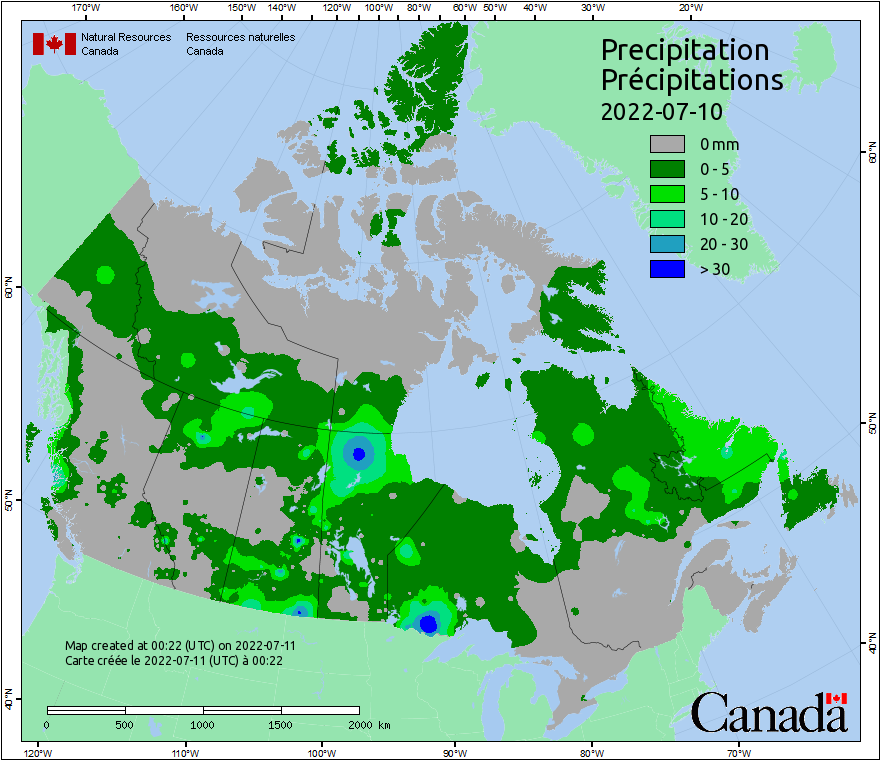 170°W 160°W 150°W 140°W 120°W 100°W 80°W 60°W 50°W 40°W 30°W 20°W
Natural Resources Ressources naturelles
Canada Canada
Precipitation
Précipitations
2022-07-10
0 mm
0 - 5
5 - 10
10 - 20
20 - 30
> 30
60°N
60°N
50°N
50°N
40°N
40°N
Map created at 00:22 (UTC) on 2022-07-11
Carte créée le 2022-07-11 (UTC) à 00:22
0 500 1000 1500 2000 km
Canada
120°W 110°W 100°W 90°W 80°W 70°W